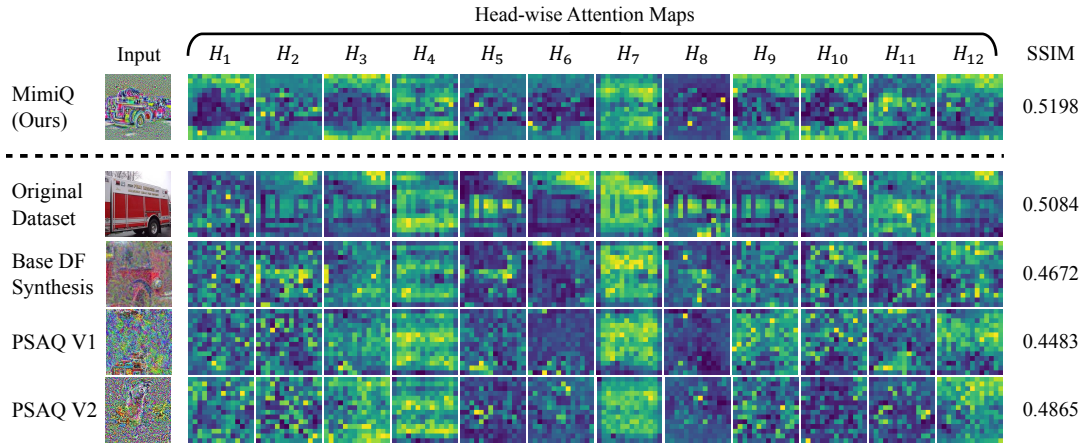 Head-wise Attention Maps
Input H₁ H₂ H₃ H₄ H₅ H₆ H₇ H₈ H₉ H₁₀ H₁₁ H₁₂ SSIM
MimiQ
(Ours)
0.5198
Original
Dataset
0.5084
Base DF
Synthesis
0.4672
PSAQ V1 0.4483
PSAQ V2 0.4865